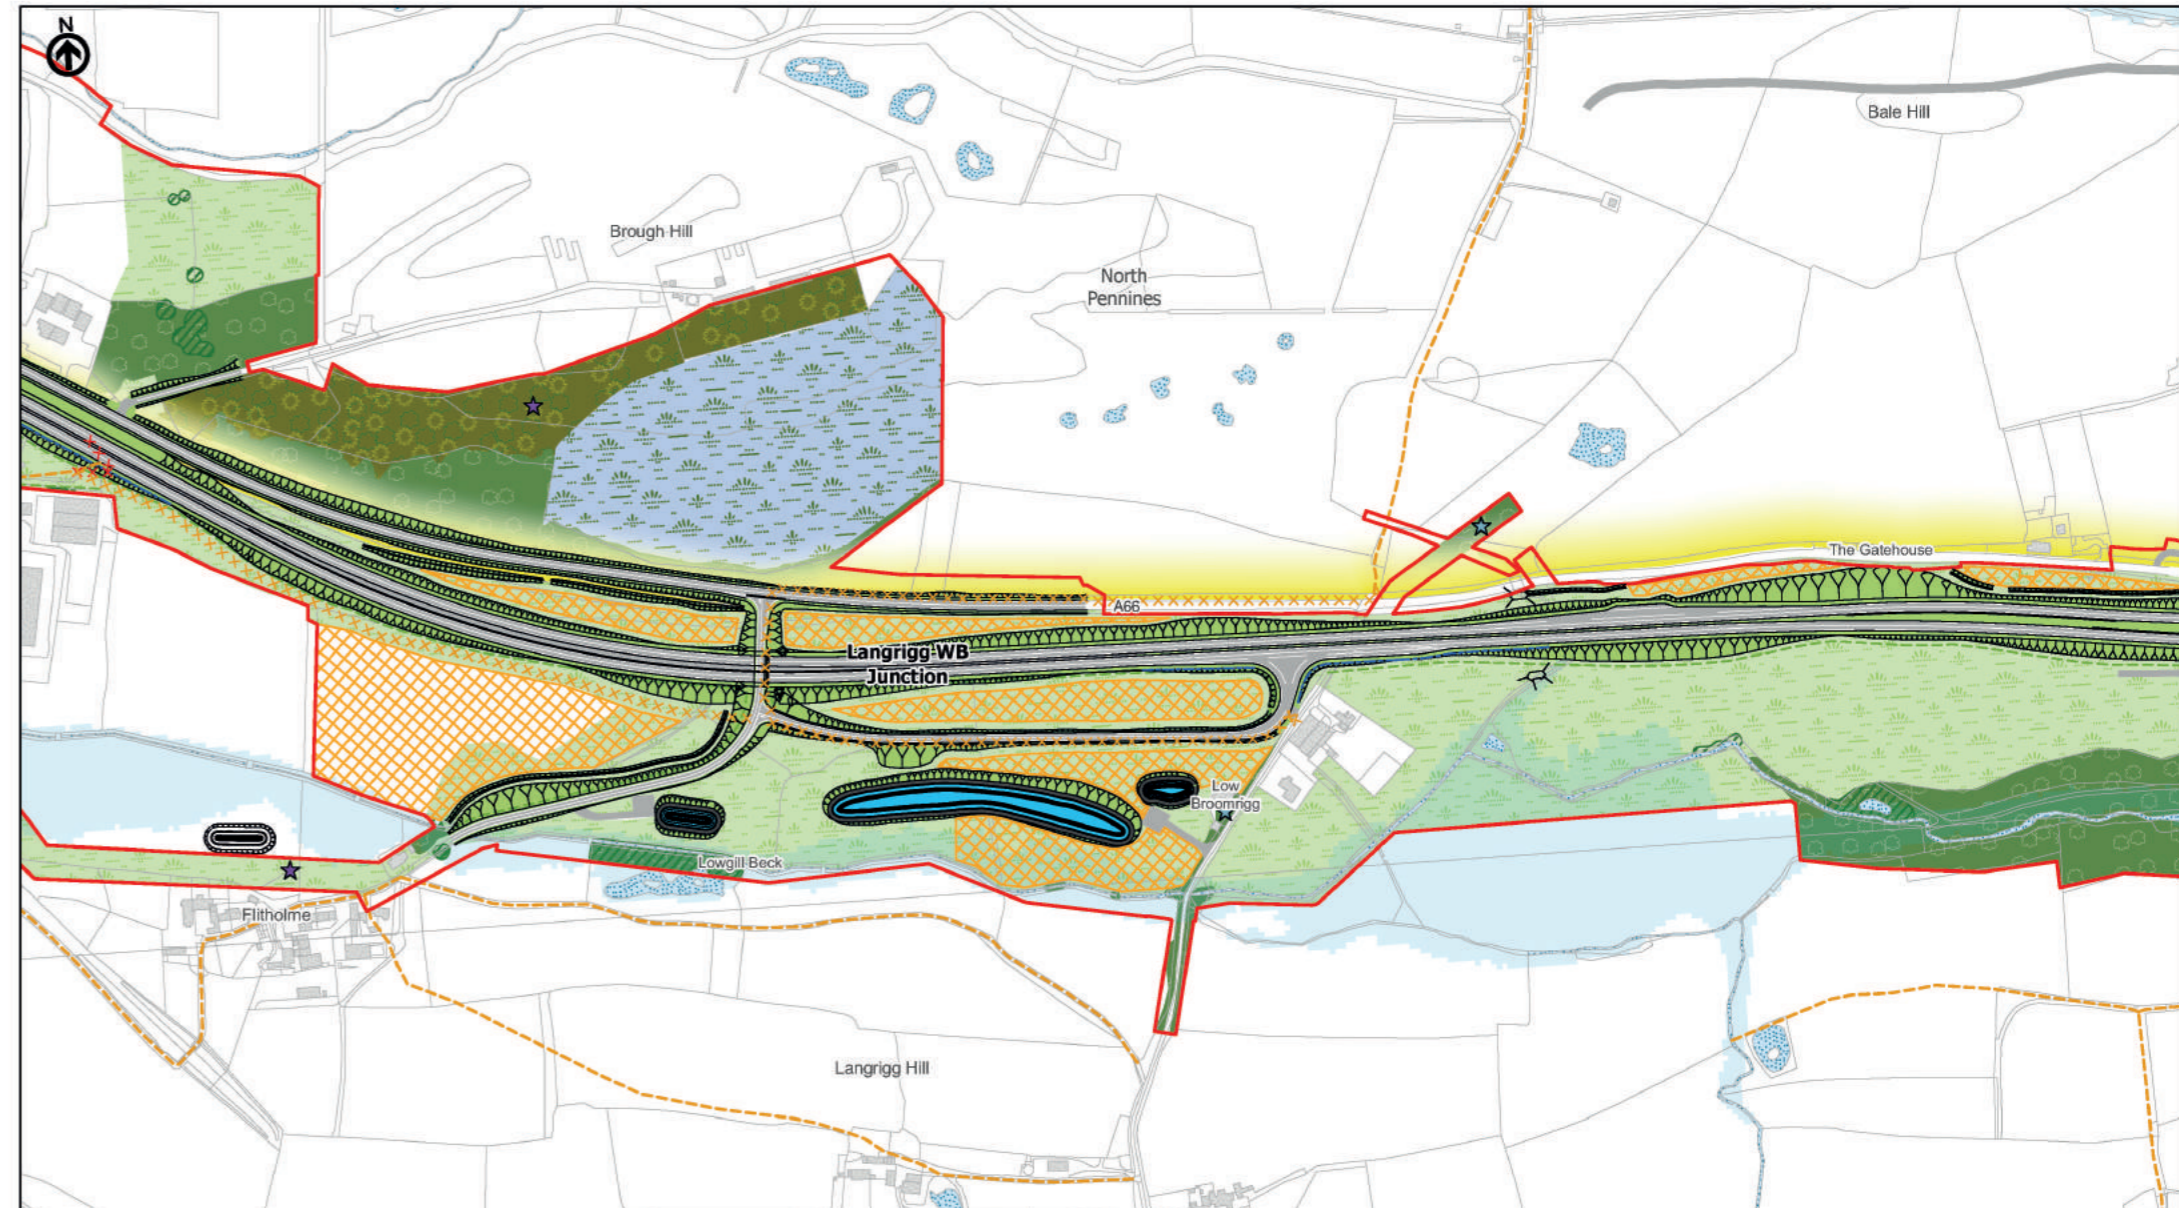 N
Bale Hill
Brough Hill
North
Pennines
The Gatehouse
A66
Langrigg WB
Junction
Low
Broomrigg
Lowgill Beck
Flitholme
Langrigg Hill